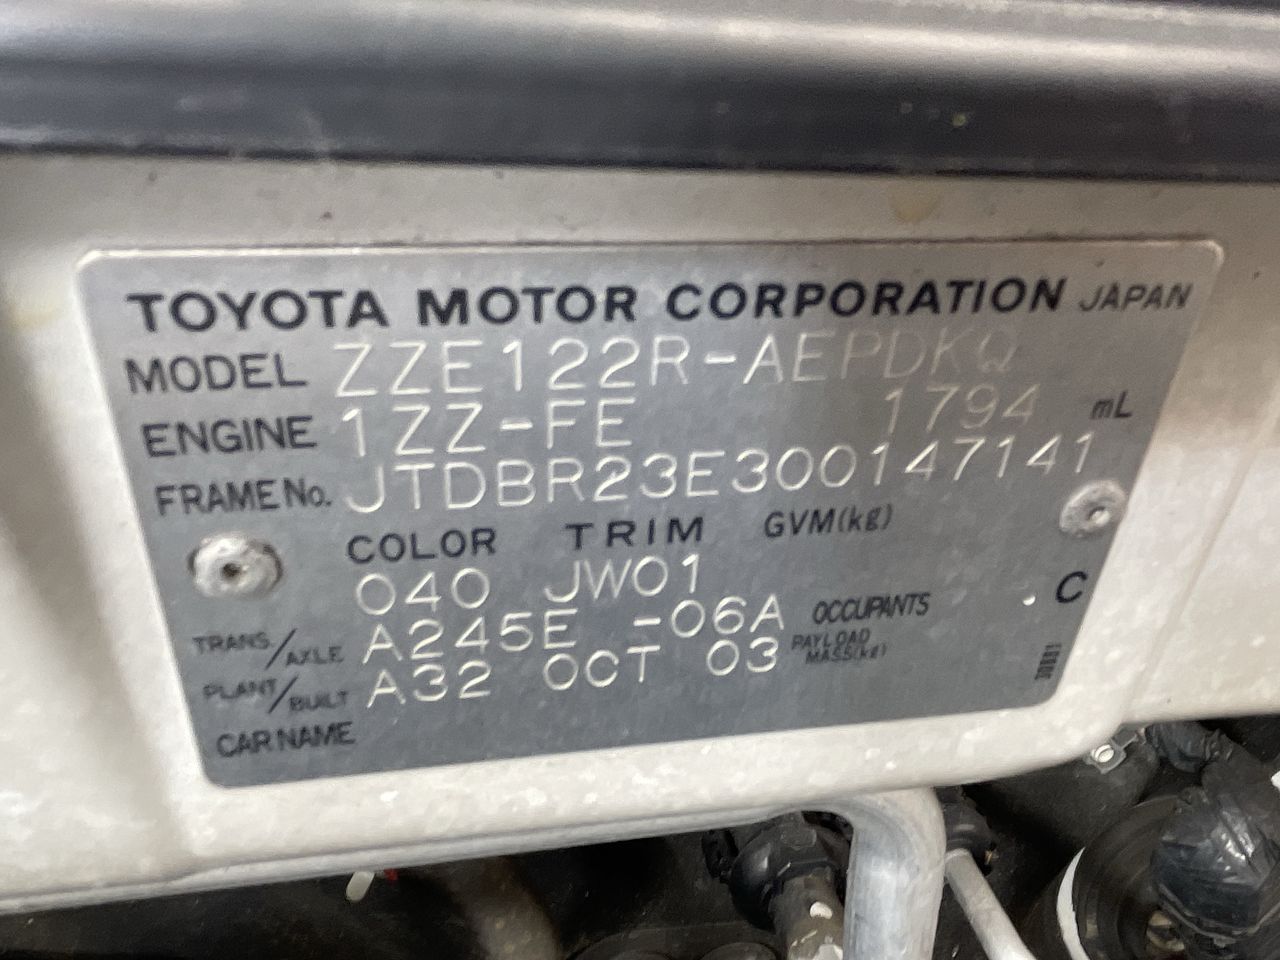 TOYOTA MOTOR CORPORATION JAPAN
MODEL ZZE122R-AEPDKQ
ENGINE 1ZZ-FE 1794 mL
FRAME No. JTDBR23E300147141
COLOR TRIM GVM(kg)
040 JW01
TRANS/AXLE A245E -06A OCCUPANTS . C
PLANT/BUILT A32 OCT 03 PAYLOAD MASS(kg)
CAR NAME